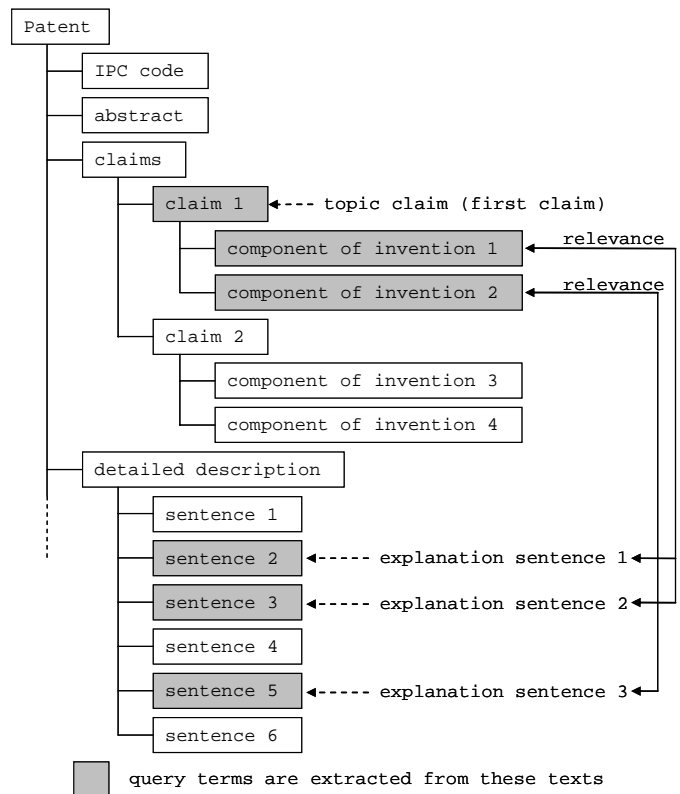 Patent
IPC code
abstract
claims
claim 1
topic claim (first claim)
component of invention 1
relevance
component of invention 2
relevance
claim 2
component of invention 3
component of invention 4
detailed description
sentence 1
sentence 2
explanation sentence 1
sentence 3
explanation sentence 2
sentence 4
sentence 5
explanation sentence 3
sentence 6
query terms are extracted from these texts